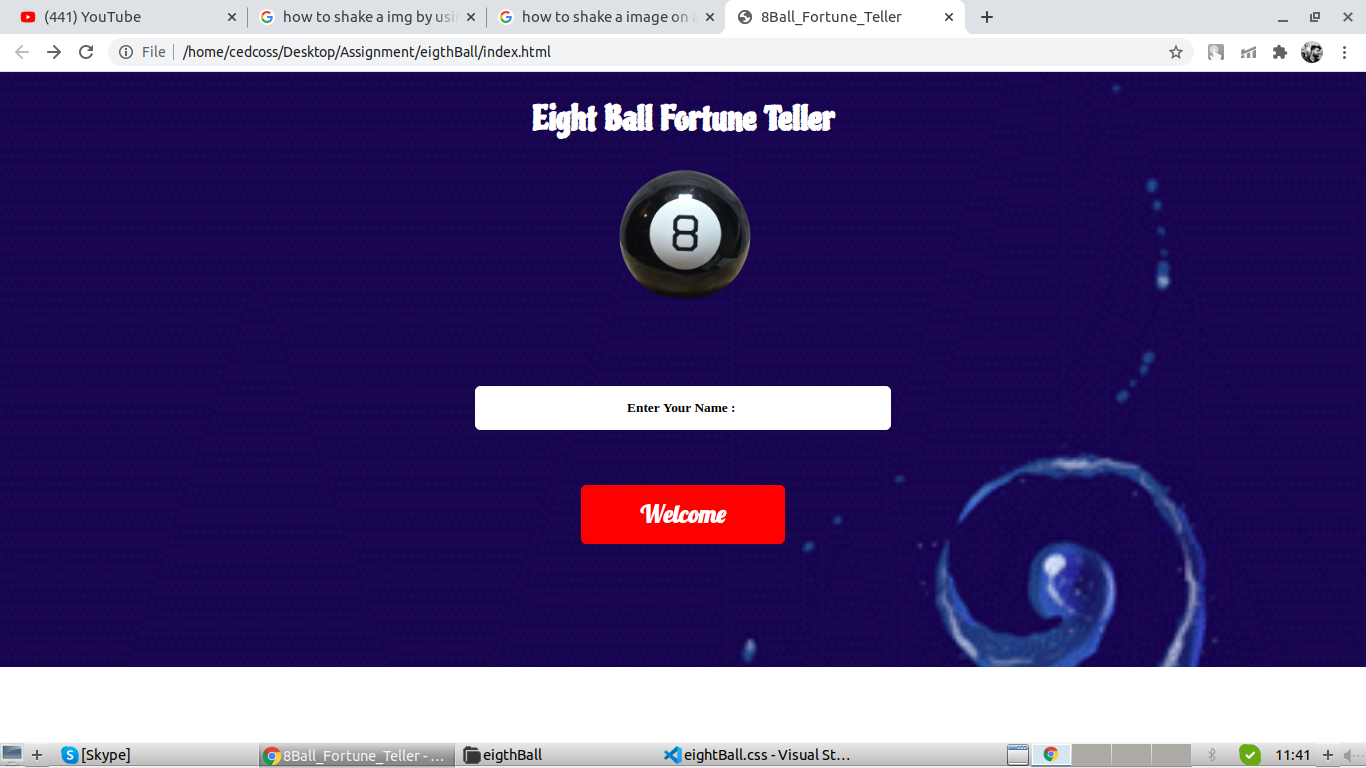 (441) YouTube
how to shake a img by usi
how to shake a image on a
8Ball_Fortune_Teller
File
/home/cedcoss/Desktop/Assignment/eigthBall/index.html
Eight Ball Fortune Teller
8
Enter Your Name :
Welcome
[Skype]
8Ball_Fortune_Teller - ...
eigthBall
eightBall.css - Visual St...
11:41